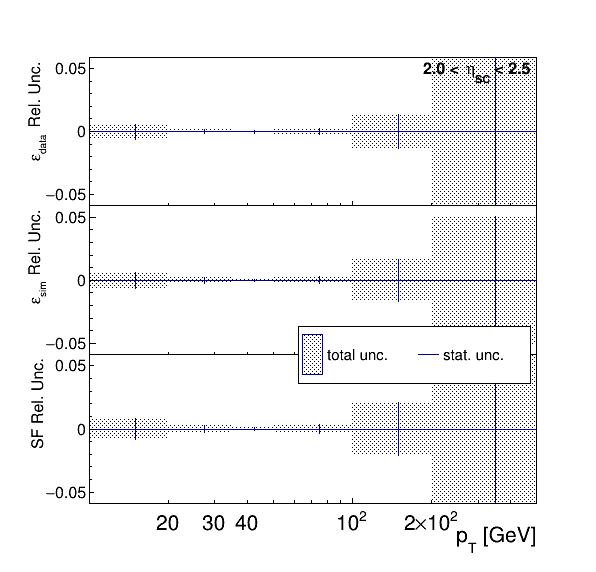 2.0 < η_SC < 2.5
ε_data Rel. Unc.
0.05
0
−0.05
ε_sim Rel. Unc.
0.05
0
−0.05
total unc.
stat. unc.
SF Rel. Unc.
0.05
0
−0.05
20 30 40 10² 2×10²
p_T [GeV]